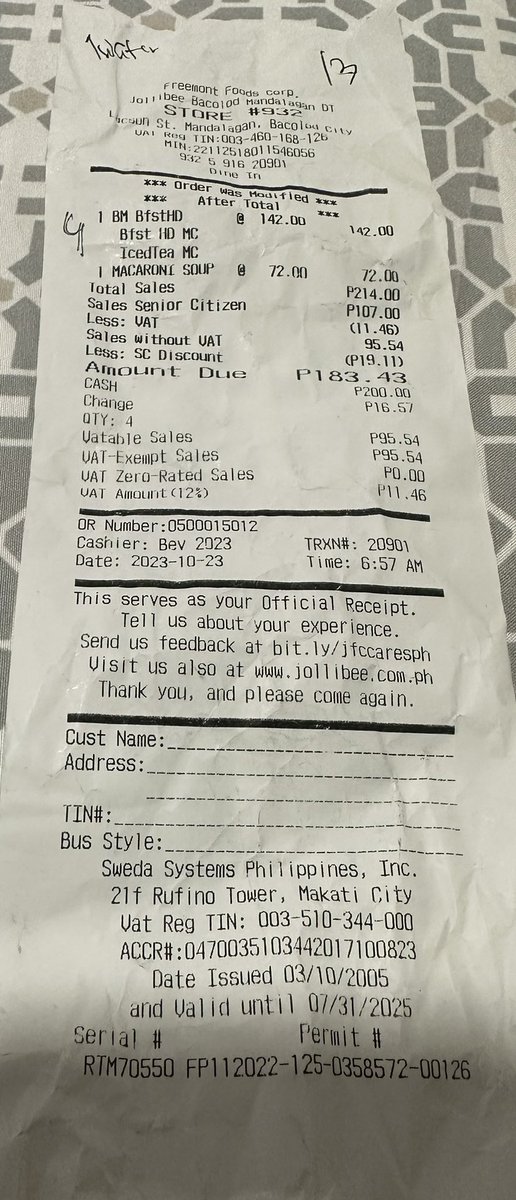 1water
13
Freemont Foods Corp.
Jollibee Bacolod Mandalagan DT
STORE #932
Lacson St. Mandalagan, Bacolod City
VAT Reg TIN:003-460-168-126
MIN:22112518011546056
932 5 916 20901
Dine In
*** Order was Modified ***
*** After Total ***
1 BM BfstHD @ 142.00 142.00
Bfst HD MC
IcedTea MC
1 MACARONI SOUP @ 72.00 72.00
Total Sales P214.00
Sales Senior Citizen P107.00
Less: VAT (11.46)
Sales without VAT 95.54
Less: SC Discount (P19.11)
Amount Due P183.43
CASH P200.00
Change P16.57
QTY: 4
Vatable Sales P95.54
VAT-Exempt Sales P95.54
VAT Zero-Rated Sales P0.00
VAT Amount(12%) P11.46
OR Number:0500015012
Cashier: Bev 2023 TRXN#: 20901
Date: 2023-10-23 Time: 6:57 AM
This serves as your Official Receipt.
Tell us about your experience.
Send us feedback at bit.ly/jfccaresph
Visit us also at www.jollibee.com.ph
Thank you, and please come again.
Cust Name:
Address:
TIN#:
Bus Style:
Sweda Systems Philippines, Inc.
21f Rufino Tower, Makati City
Vat Reg TIN: 003-510-344-000
ACCR#:0470035103442017100823
Date Issued 03/10/2005
and Valid until 07/31/2025
Serial # Permit #
RTM70550 FP112022-125-0358572-00126